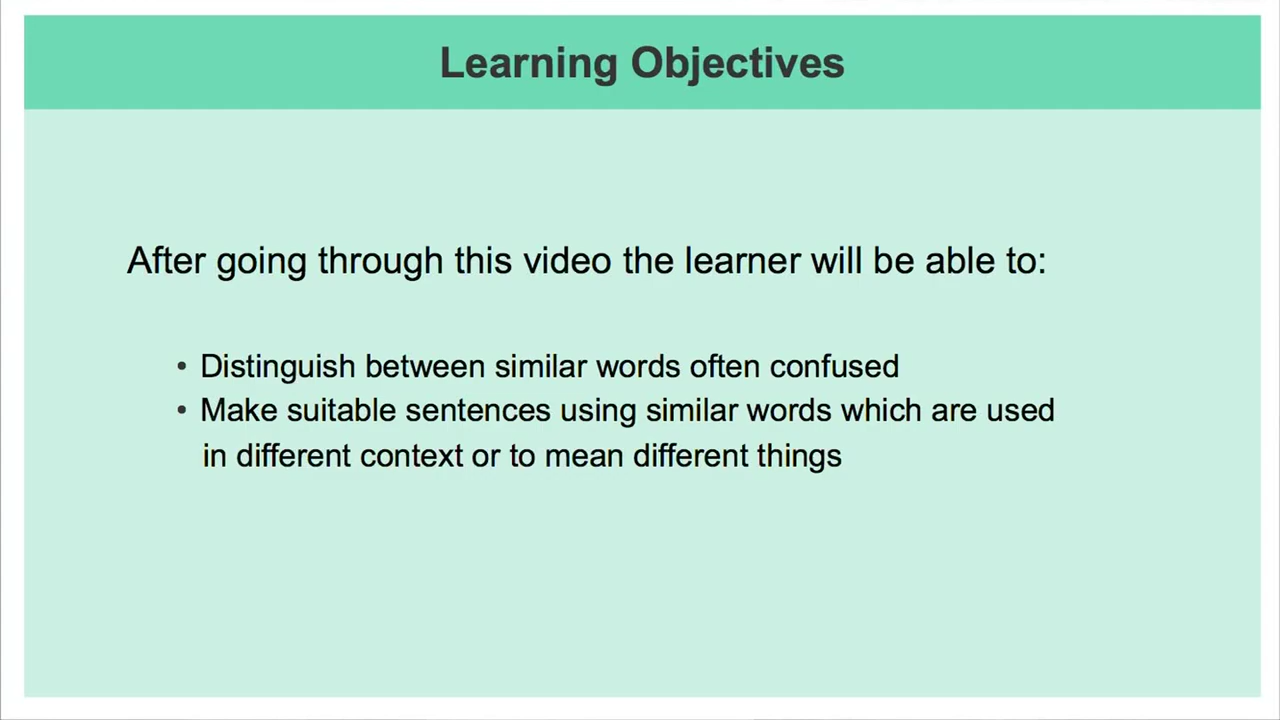 Learning Objectives
After going through this video the learner will be able to:
• Distinguish between similar words often confused
• Make suitable sentences using similar words which are used
in different context or to mean different things